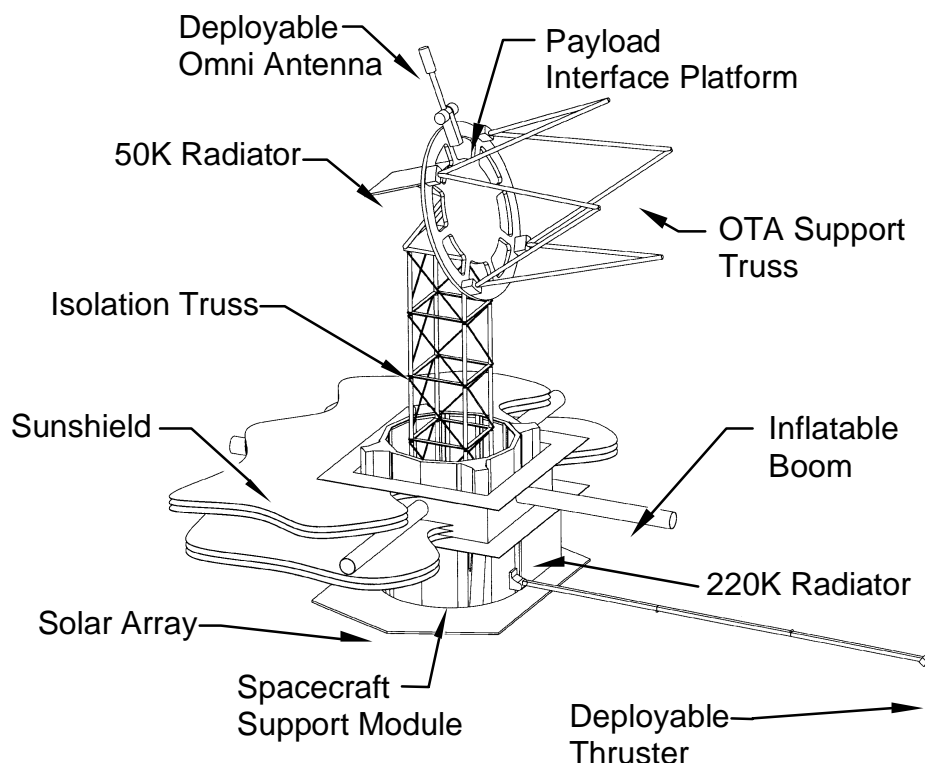 Deployable
Omni Antenna
Payload
Interface Platform
50K Radiator
OTA Support
Truss
Isolation Truss
Sunshield
Inflatable
Boom
220K Radiator
Solar Array
Spacecraft
Support Module
Deployable
Thruster